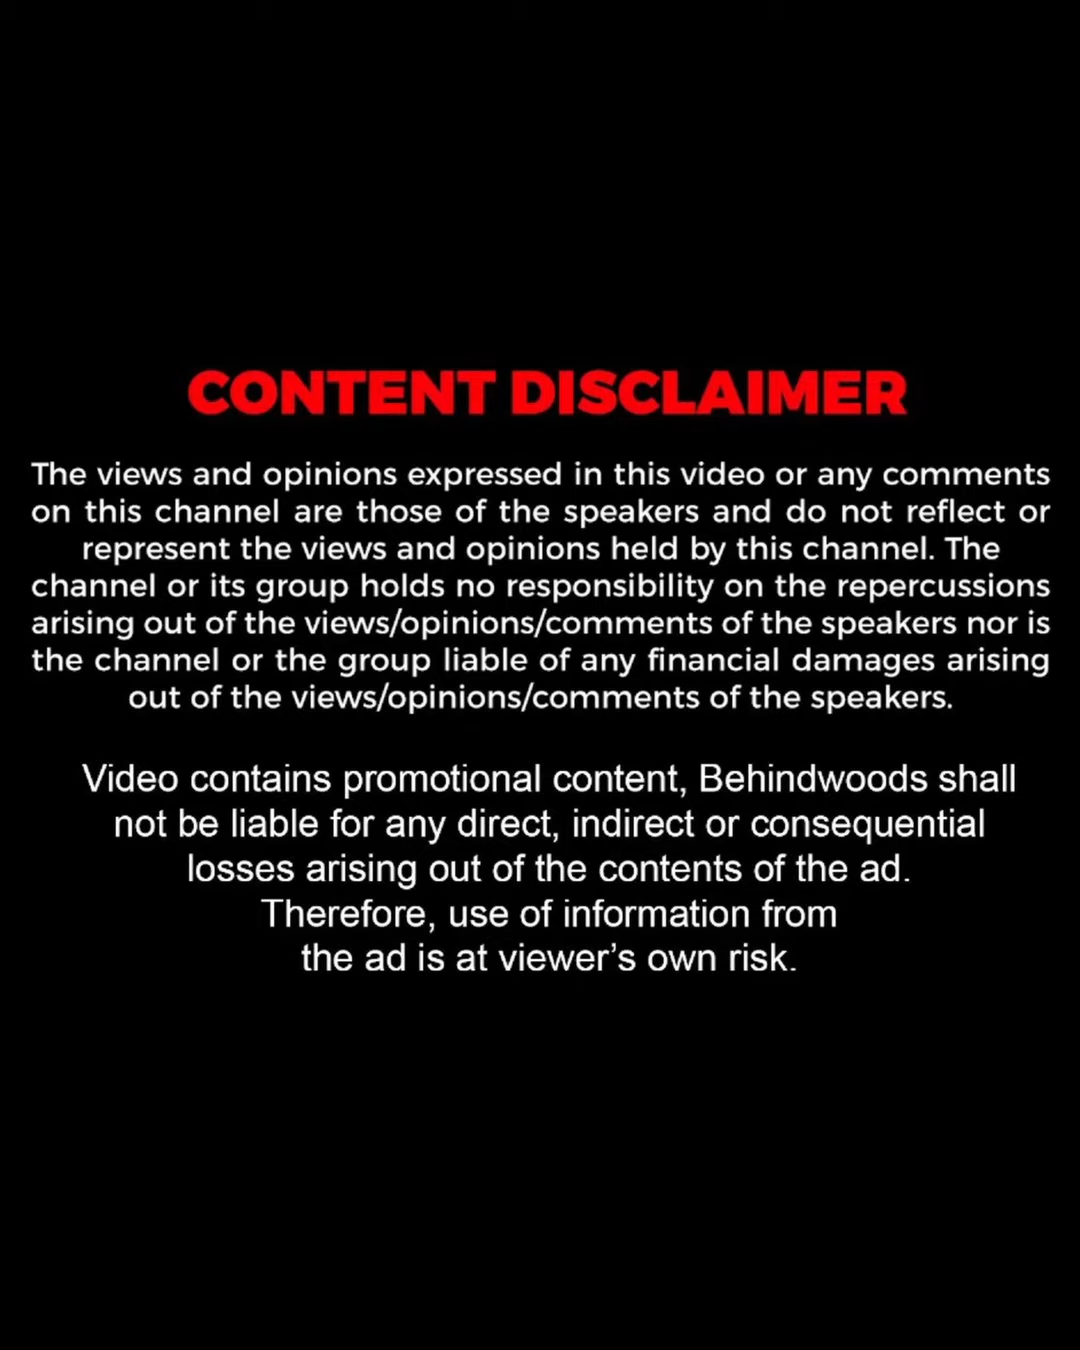 CONTENT DISCLAIMER
The views and opinions expressed in this video or any comments
on this channel are those of the speakers and do not reflect or
represent the views and opinions held by this channel. The
channel or its group holds no responsibility on the repercussions
arising out of the views/opinions/comments of the speakers nor is
the channel or the group liable of any financial damages arising
out of the views/opinions/comments of the speakers.
Video contains promotional content, Behindwoods shall
not be liable for any direct, indirect or consequential
losses arising out of the contents of the ad.
Therefore, use of information from
the ad is at viewer’s own risk.